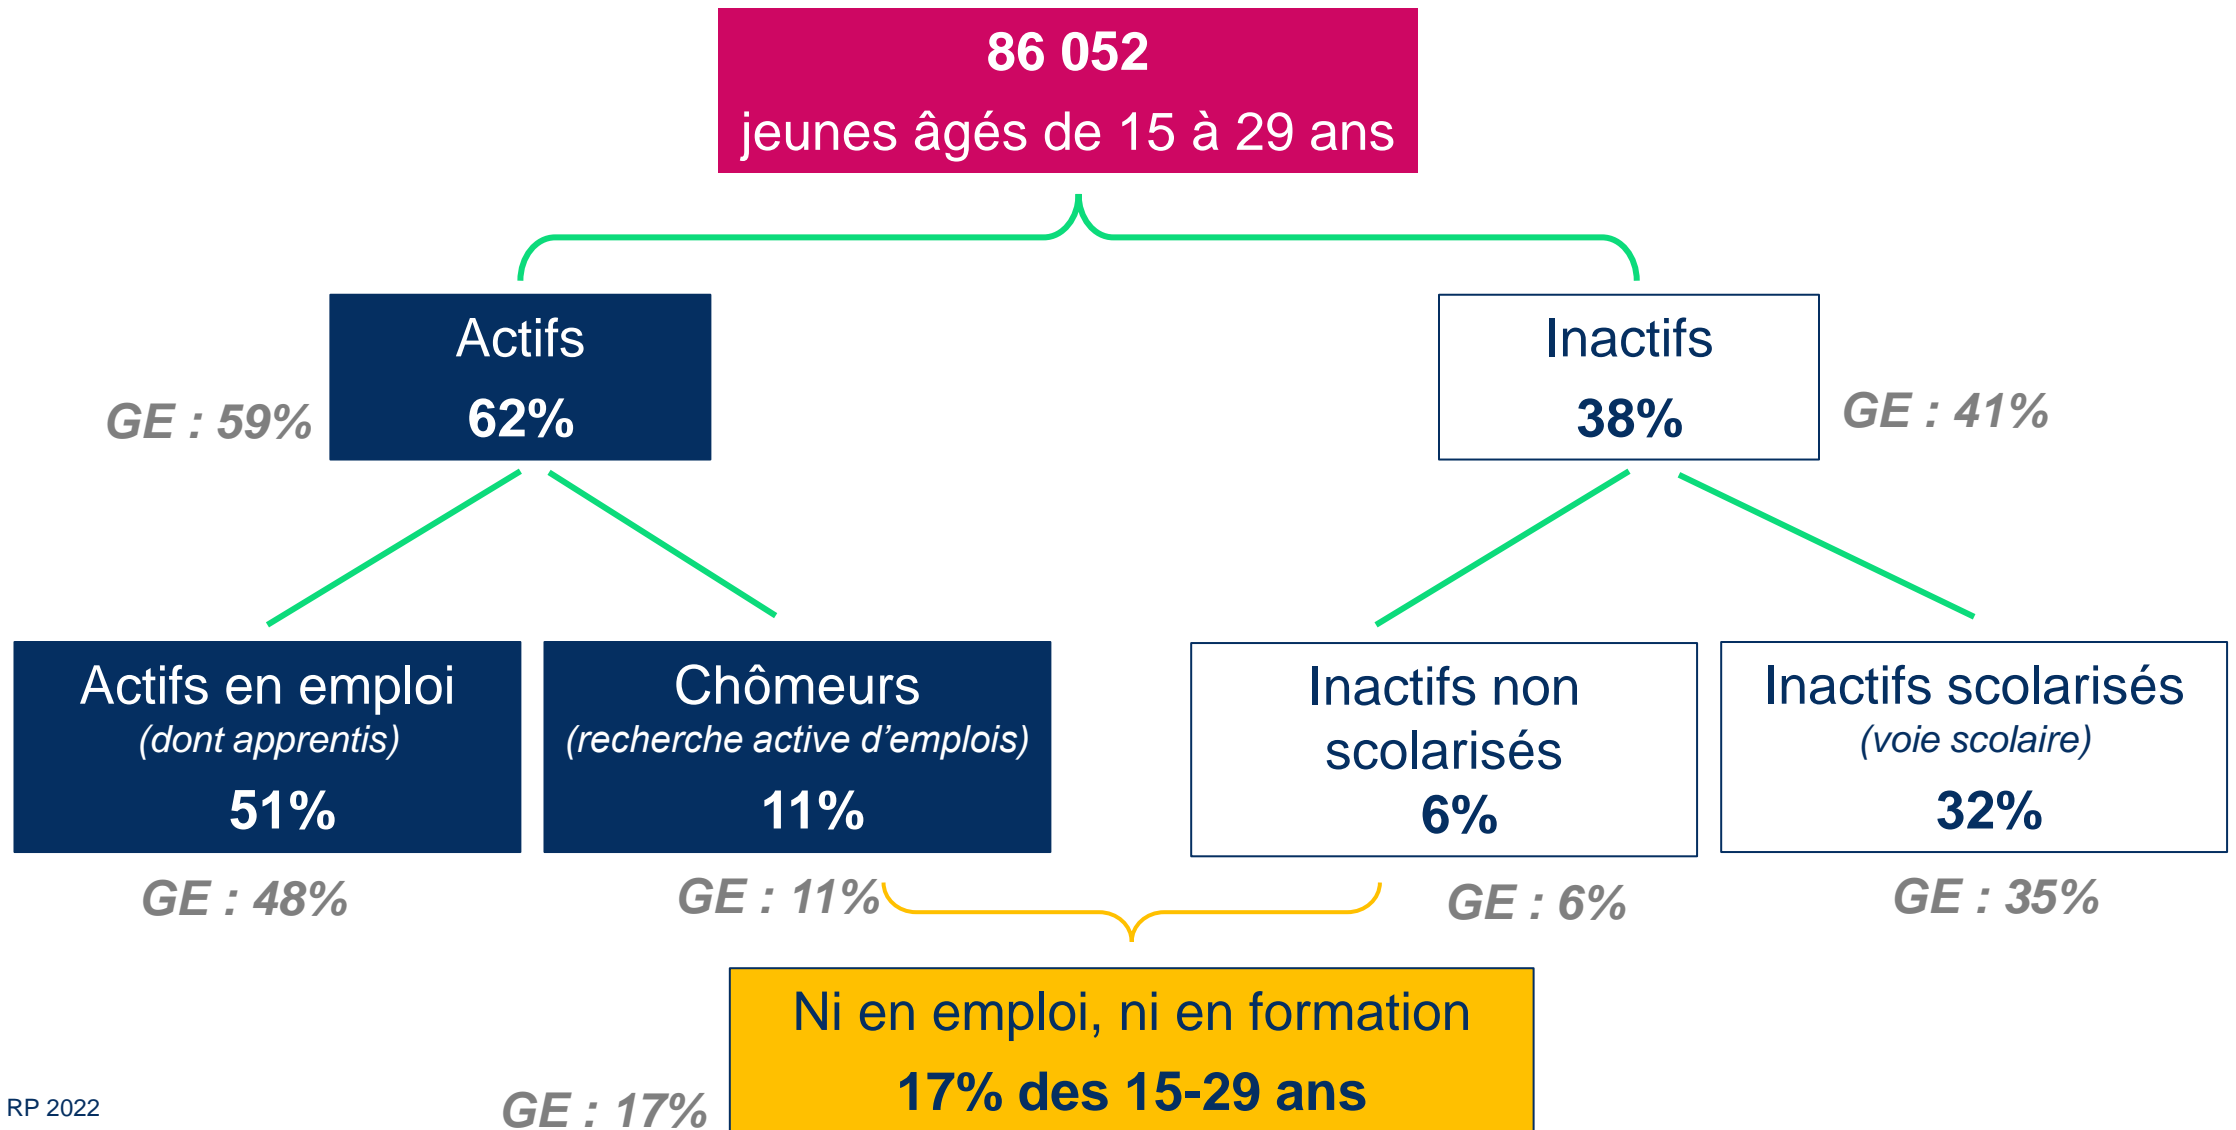 86 052
jeunes âgés de 15 à 29 ans
Actifs
62%
GE : 59%
Inactifs
38%
GE : 41%
Actifs en emploi
(dont apprentis)
51%
GE : 48%
Chômeurs
(recherche active d’emplois)
11%
GE : 11%
Inactifs non
scolarisés
6%
GE : 6%
Inactifs scolarisés
(voie scolaire)
32%
GE : 35%
Ni en emploi, ni en formation
17% des 15-29 ans
GE : 17%
RP 2022